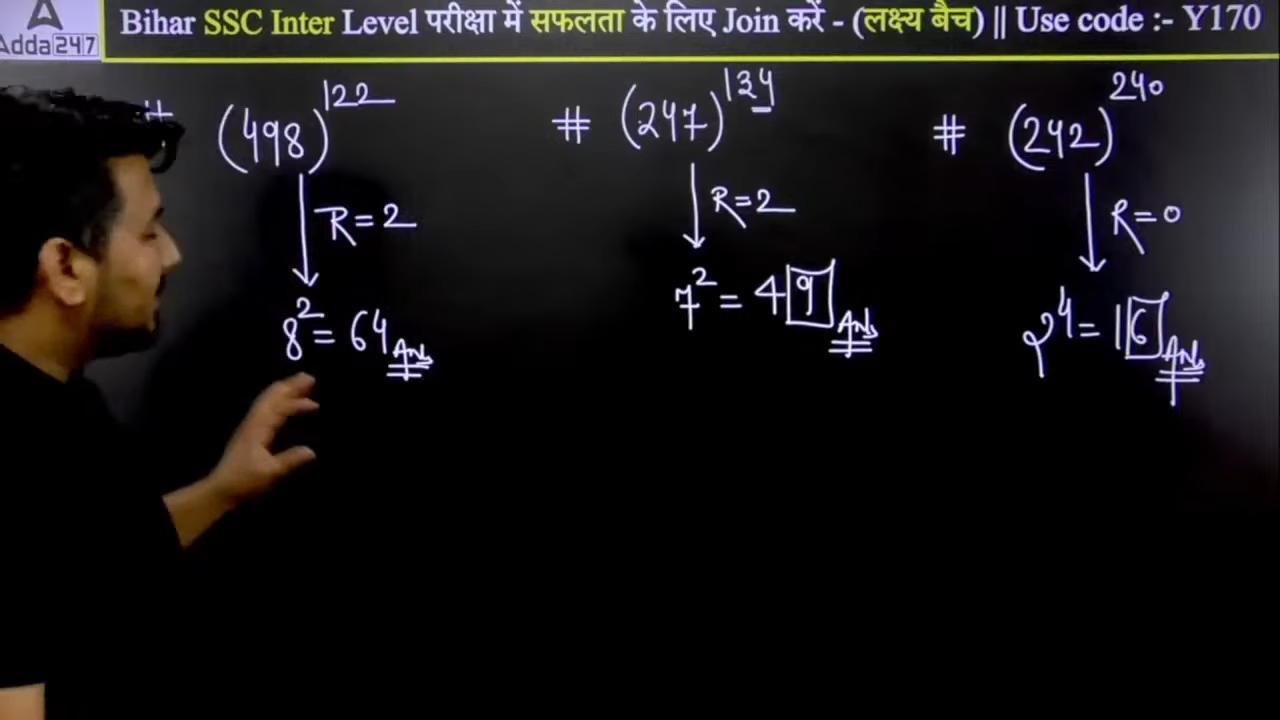 Bihar SSC Inter Level परीक्षा में सफलता के लिए Join करें - (लक्ष्य बैच) || Use code :- Y170
Adda247
# (498)^122
R=2
8^2 = 64 Ans
# (247)^134
R=2
7^2 = 49 Ans
# (242)^240
R=0
2^4 = 16 Ans